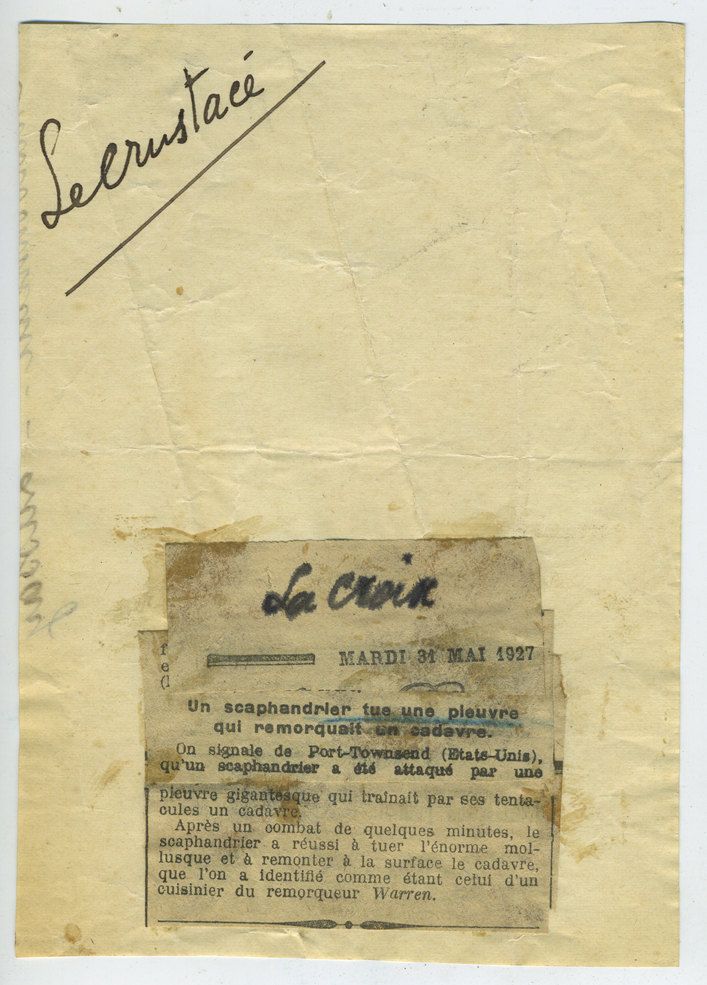 Le crustacé
La Croix
MARDI 31 MAI 1927
Un scaphandrier tue une pieuvre
qui remorquait un cadavre.
On signale de Port-Townsend (Etats-Unis),
qu'un scaphandrier a été attaqué par une
pieuvre gigantesque qui traînait par ses tenta-
cules un cadavre.
Après un combat de quelques minutes, le
scaphandrier a réussi à tuer l'énorme mol-
lusque et à remonter à la surface le cadavre,
que l'on a identifié comme étant celui d'un
cuisinier du remorqueur Warren.